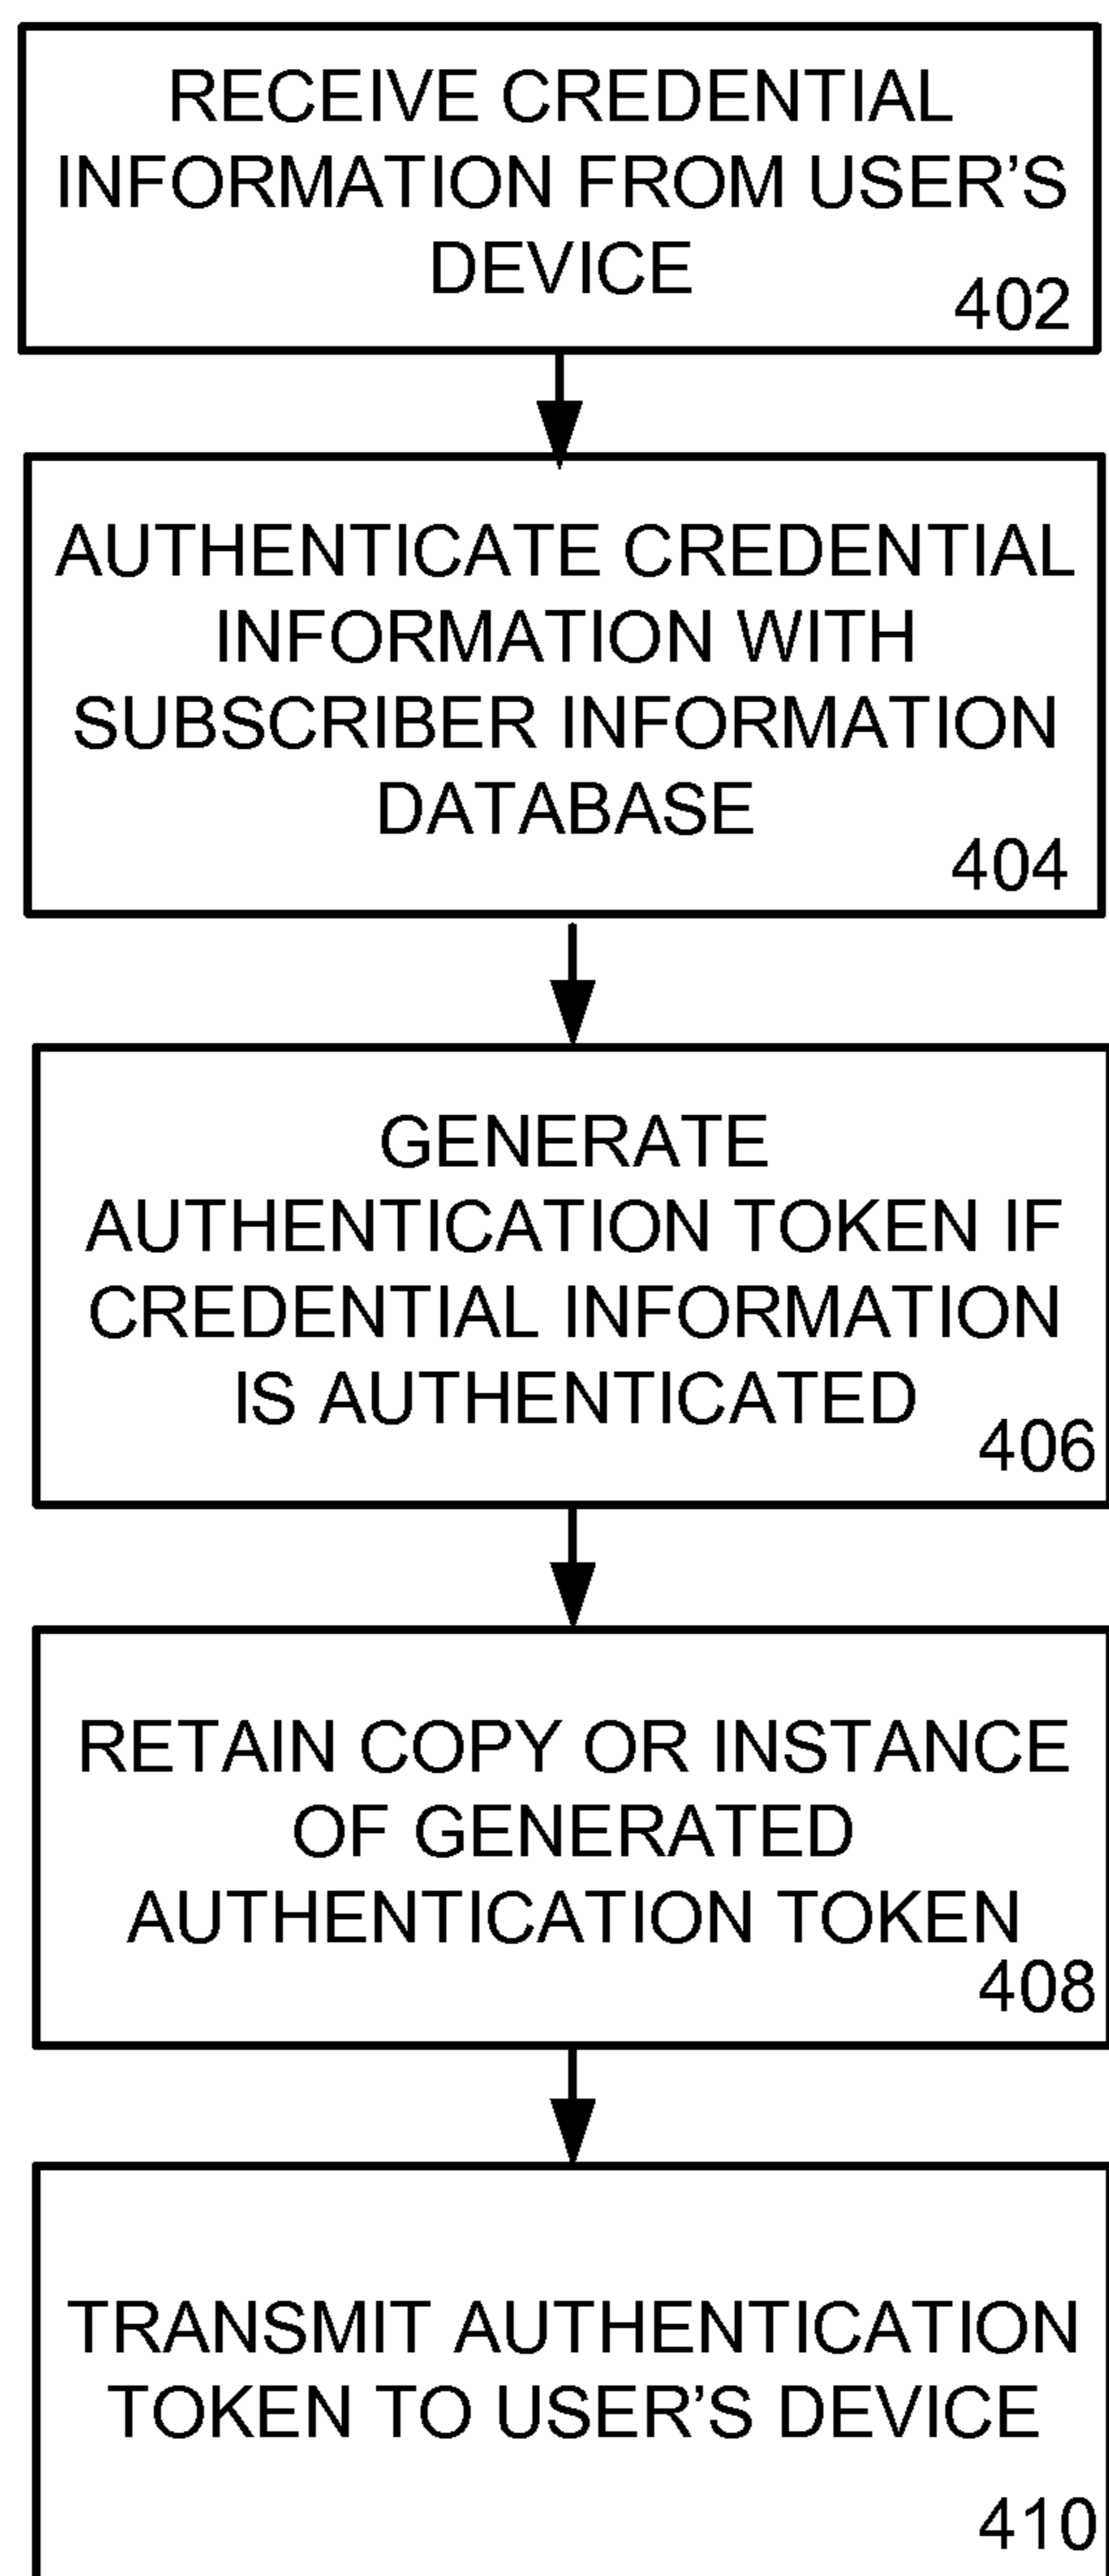 RECEIVE CREDENTIAL
INFORMATION FROM USER’S
DEVICE
402
AUTHENTICATE CREDENTIAL
INFORMATION WITH
SUBSCRIBER INFORMATION
DATABASE
404
GENERATE
AUTHENTICATION TOKEN IF
CREDENTIAL INFORMATION
IS AUTHENTICATED
406
RETAIN COPY OR INSTANCE
OF GENERATED
AUTHENTICATION TOKEN
408
TRANSMIT AUTHENTICATION
TOKEN TO USER’S DEVICE
410